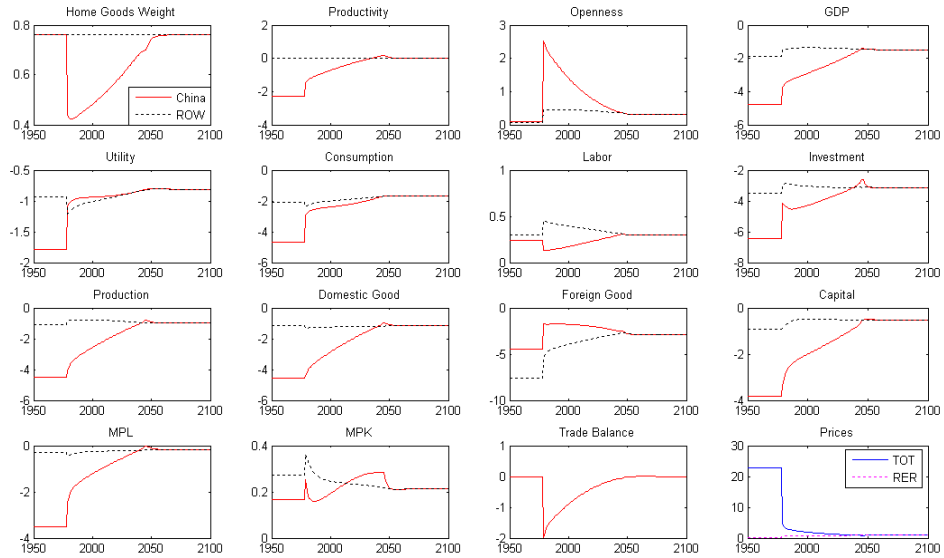 Home Goods Weight
0.8
0.6
0.4
1950 2000 2050 2100
China
ROW
Productivity
2
0
-2
-4
1950 2000 2050 2100
Openness
3
2
1
0
1950 2000 2050 2100
GDP
0
-2
-4
-6
1950 2000 2050 2100
Utility
-0.5
-1
-1.5
-2
1950 2000 2050 2100
Consumption
0
-2
-4
-6
1950 2000 2050 2100
Labor
1
0.5
0
1950 2000 2050 2100
Investment
-2
-4
-6
-8
1950 2000 2050 2100
Production
0
-2
-4
-6
1950 2000 2050 2100
Domestic Good
0
-2
-4
-6
1950 2000 2050 2100
Foreign Good
0
-5
-10
1950 2000 2050 2100
Capital
0
-2
-4
1950 2000 2050 2100
MPL
0
-2
-4
1950 2000 2050 2100
MPK
0.4
0.2
0
1950 2000 2050 2100
Trade Balance
1
0
-1
-2
1950 2000 2050 2100
Prices
30
20
10
0
1950 2000 2050 2100
TOT
RER